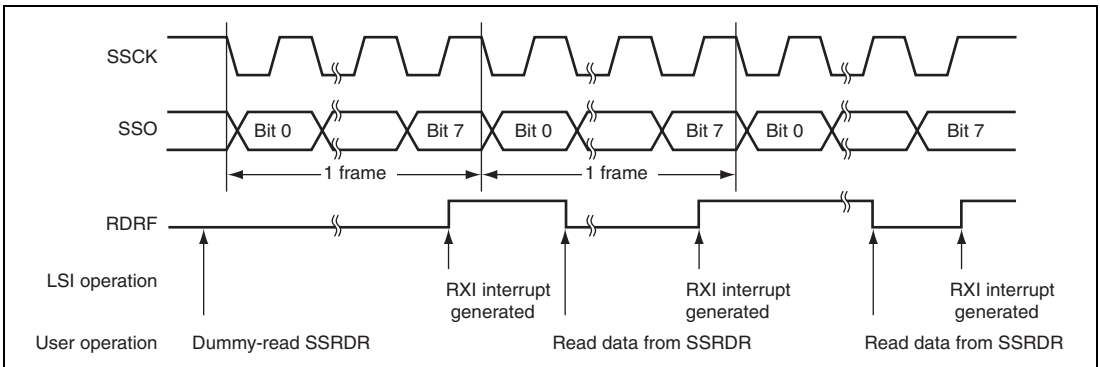 SSCK
SSO Bit 0 Bit 7 Bit 0 Bit 7 Bit 0 Bit 7
1 frame 1 frame
RDRF
LSI operation RXI interrupt generated RXI interrupt generated RXI interrupt generated
User operation Dummy-read SSRDR Read data from SSRDR Read data from SSRDR